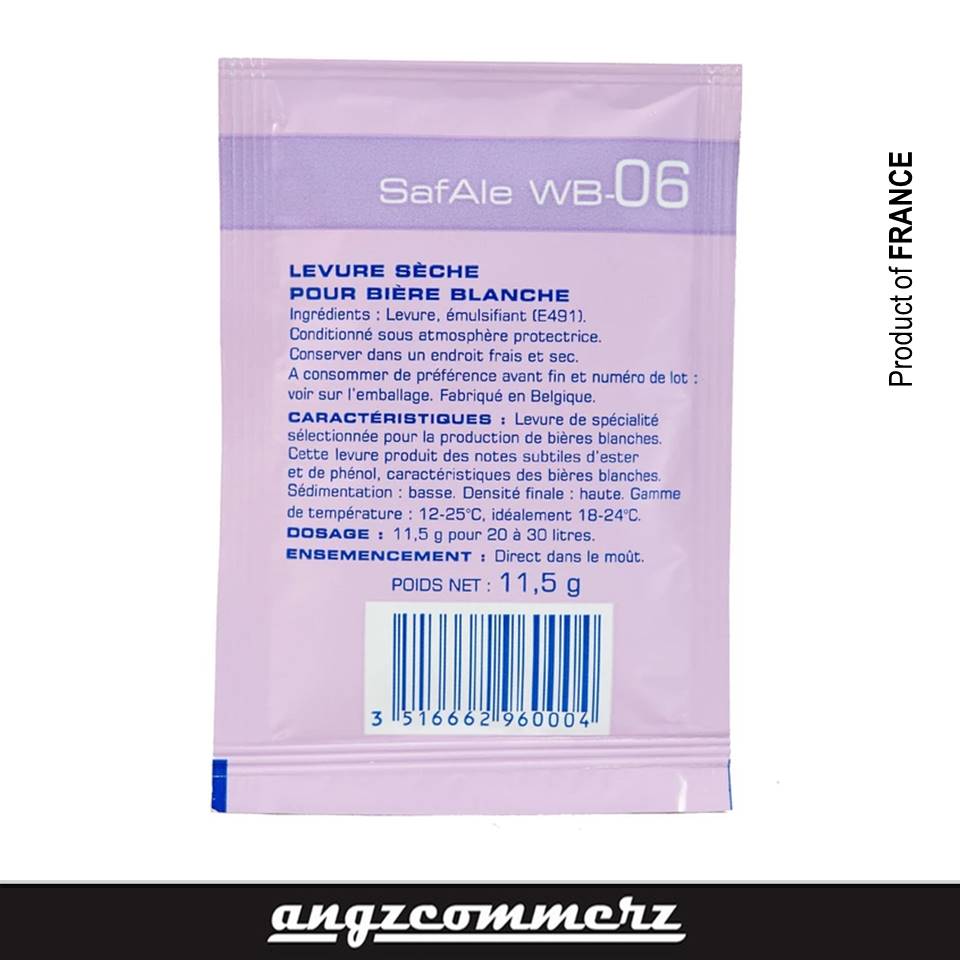 SafAle WB-06
LEVURE SÈCHE
POUR BIÈRE BLANCHE
Ingrédients : Levure, émulsifiant (E491).
Conditionné sous atmosphère protectrice.
Conserver dans un endroit frais et sec.
A consommer de préférence avant fin et numéro de lot :
voir sur l'emballage. Fabriqué en Belgique.
CARACTÉRISTIQUES : Levure de spécialité
sélectionnée pour la production de bières blanches.
Cette levure produit des notes subtiles d'ester
et de phénol, caractéristiques des bières blanches.
Sédimentation : basse. Densité finale : haute. Gamme
de température : 12-25°C, idéalement 18-24°C.
DOSAGE : 11,5 g pour 20 à 30 litres.
ENSEMENCEMENT : Direct dans le moût.
POIDS NET : 11,5 g
3 516662 960004
Product of FRANCE
angzcommerz